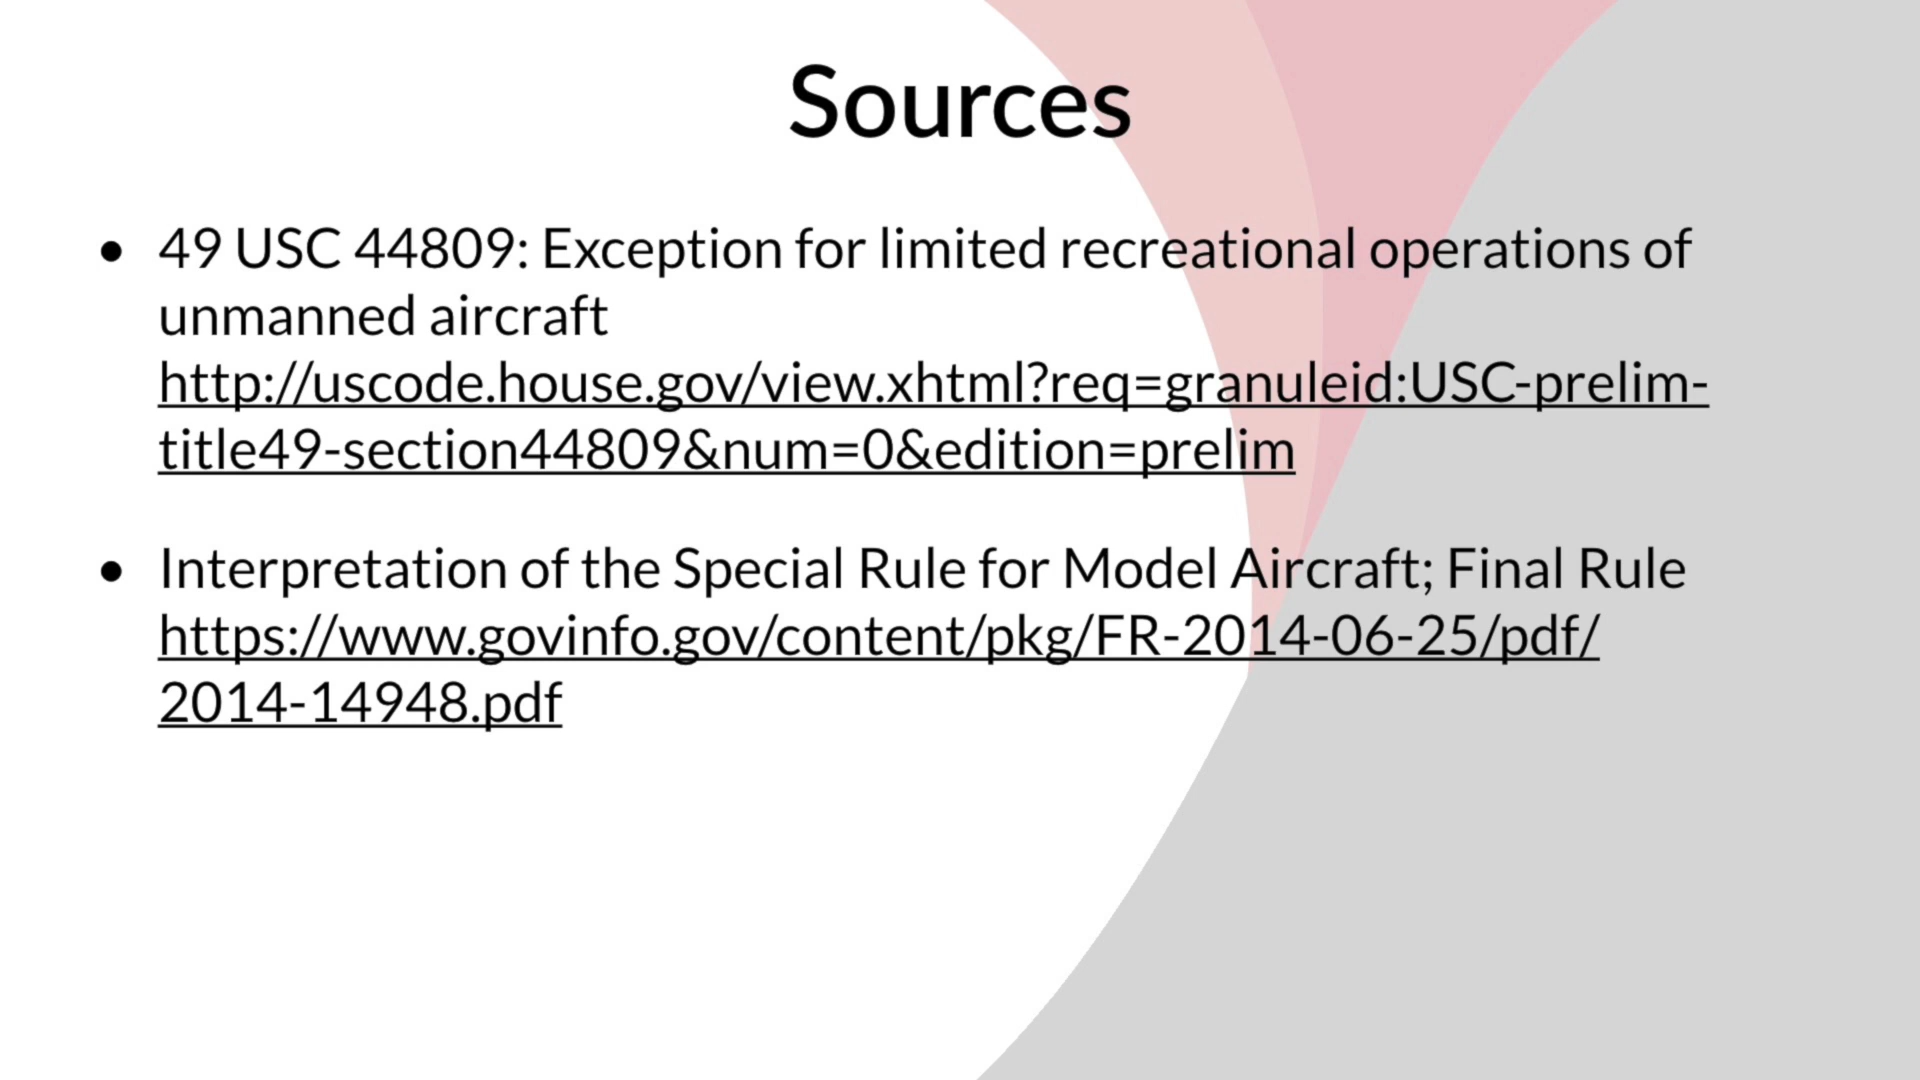 Sources
• 49 USC 44809: Exception for limited recreational operations of
unmanned aircraft
http://uscode.house.gov/view.xhtml?req=granuleid:USC-prelim-
title49-section44809&num=0&edition=prelim
• Interpretation of the Special Rule for Model Aircraft; Final Rule
https://www.govinfo.gov/content/pkg/FR-2014-06-25/pdf/
2014-14948.pdf